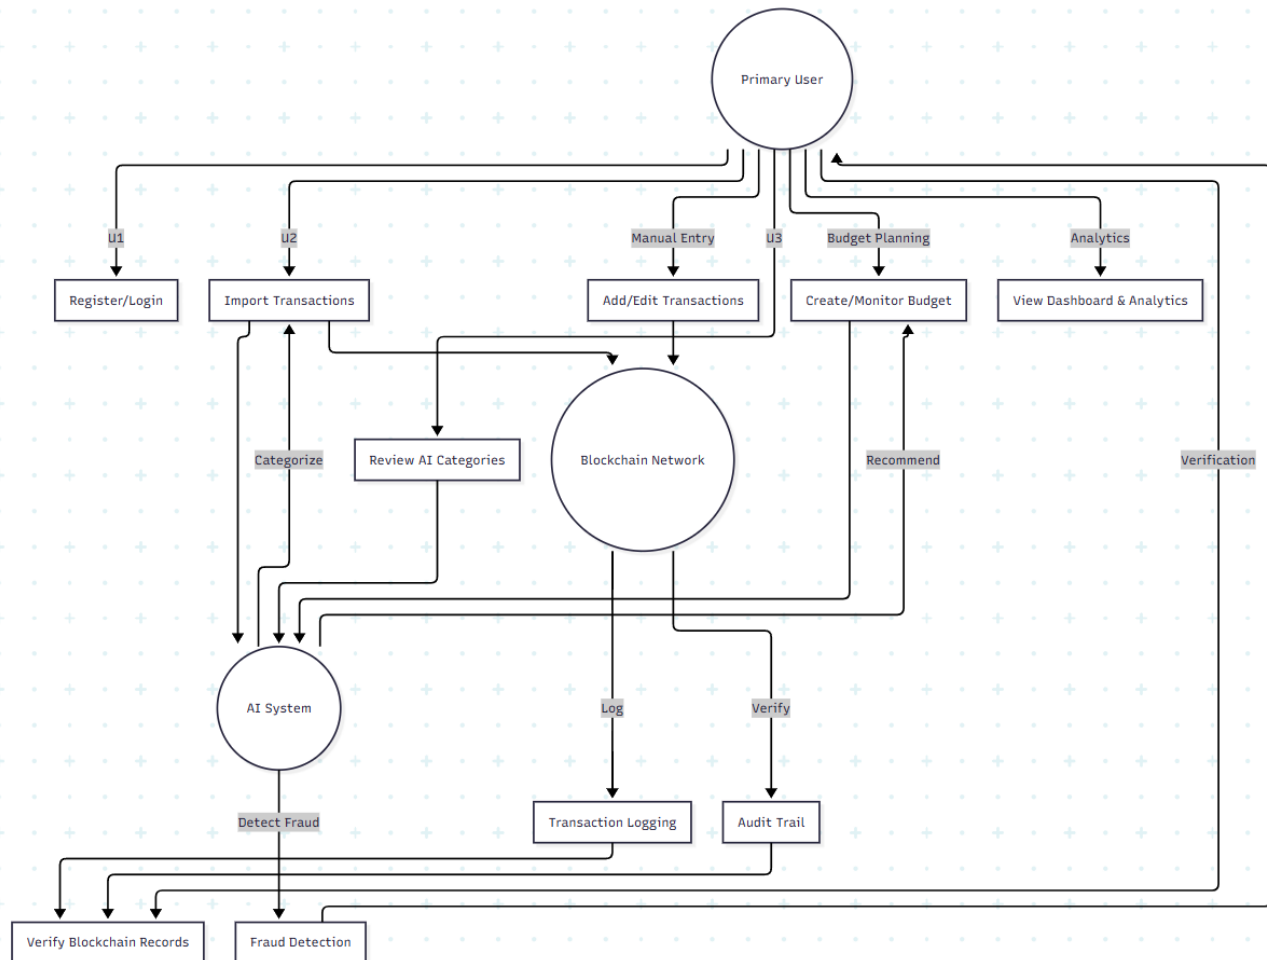 Primary User
U1
U2
Manual Entry
U3
Budget Planning
Analytics
Register/Login
Import Transactions
Add/Edit Transactions
Create/Monitor Budget
View Dashboard & Analytics
Categorize
Review AI Categories
Blockchain Network
Recommend
Verification
AI System
Log
Verify
Detect Fraud
Transaction Logging
Audit Trail
Verify Blockchain Records
Fraud Detection